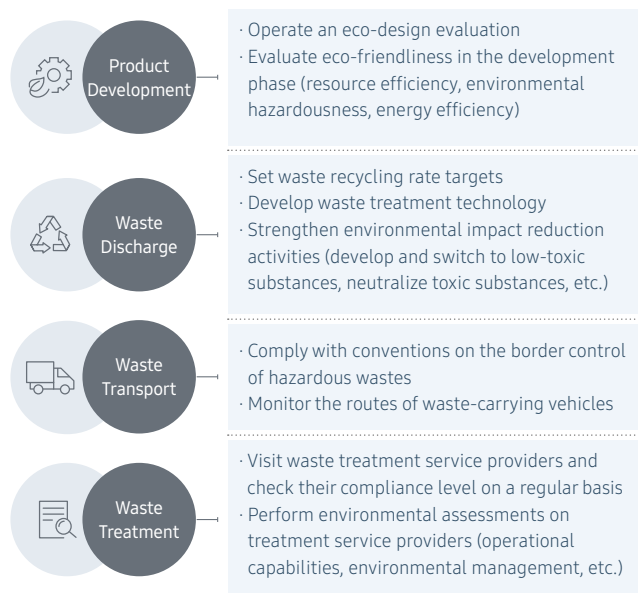 Product
Development
· Operate an eco-design evaluation
· Evaluate eco-friendliness in the development
phase (resource efficiency, environmental
hazardousness, energy efficiency)
Waste
Discharge
· Set waste recycling rate targets
· Develop waste treatment technology
· Strengthen environmental impact reduction
activities (develop and switch to low-toxic
substances, neutralize toxic substances, etc.)
Waste
Transport
· Comply with conventions on the border control
of hazardous wastes
· Monitor the routes of waste-carrying vehicles
Waste
Treatment
· Visit waste treatment service providers and
check their compliance level on a regular basis
· Perform environmental assessments on
treatment service providers (operational
capabilities, environmental management, etc.)